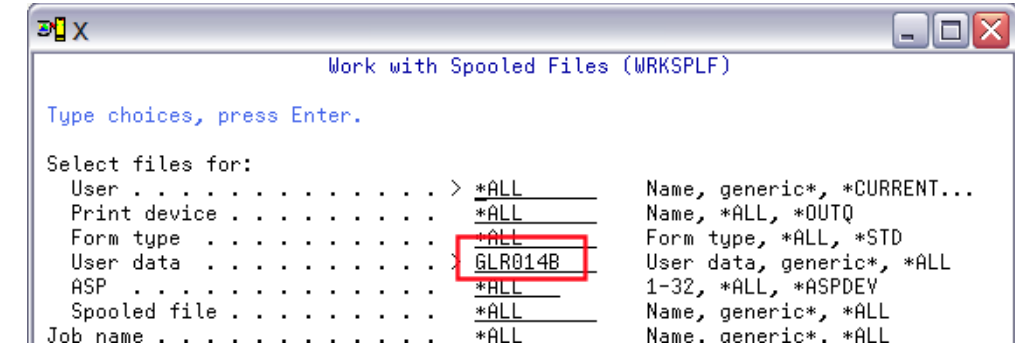 X
Work with Spooled Files (WRKSPLF)
Type choices, press Enter.
Select files for:
User . . . . . . . . . . . . . > *ALL Name, generic*, *CURRENT...
Print device . . . . . . . . . *ALL Name, *ALL, *OUTQ
Form type . . . . . . . . . . *ALL Form type, *ALL, *STD
User data . . . . . . . . . . > GLR014B User data, generic*, *ALL
ASP . . . . . . . . . . . . . *ALL 1-32, *ALL, *ASPDEV
Spooled file . . . . . . . . . *ALL Name, generic*, *ALL
Job name . . . . . . . . . . . . *ALL Name, generic*, *ALL